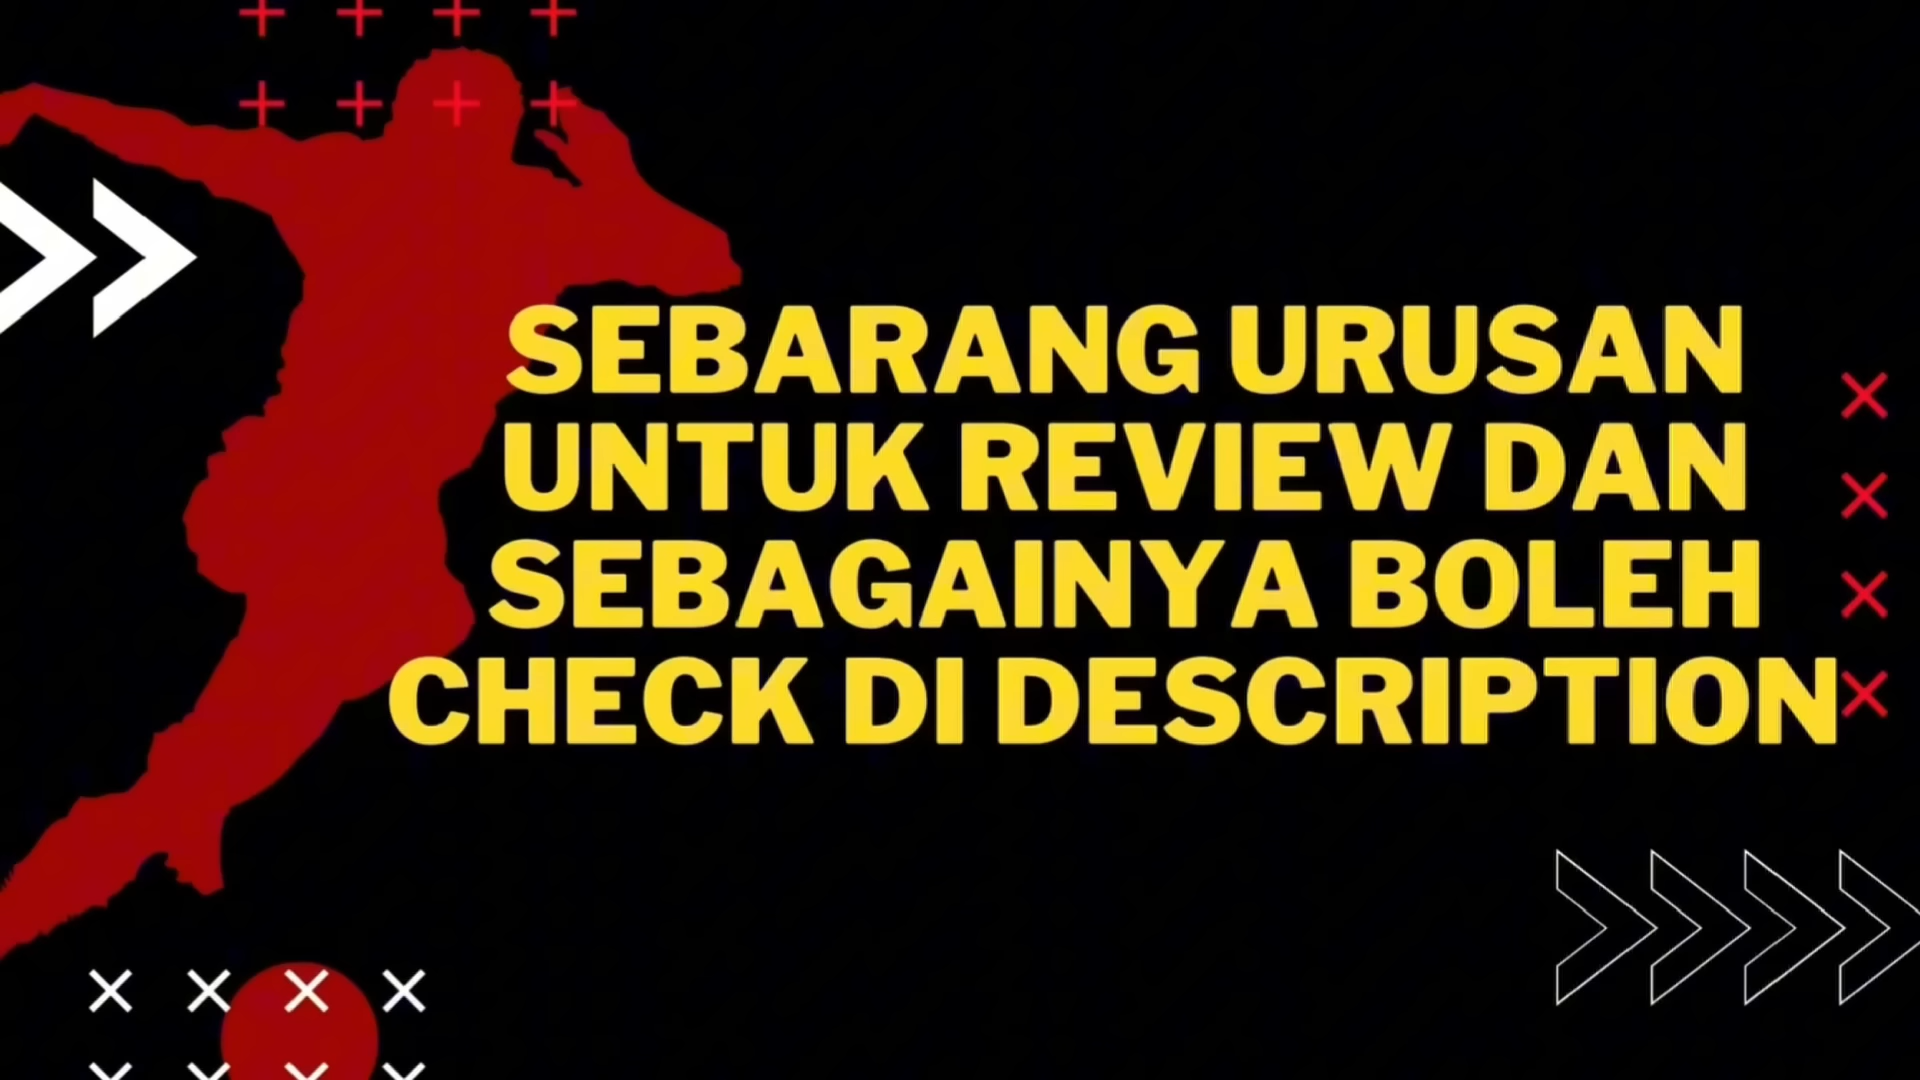 SEBARANG URUSAN
UNTUK REVIEW DAN
SEBAGAINYA BOLEH
CHECK DI DESCRIPTION